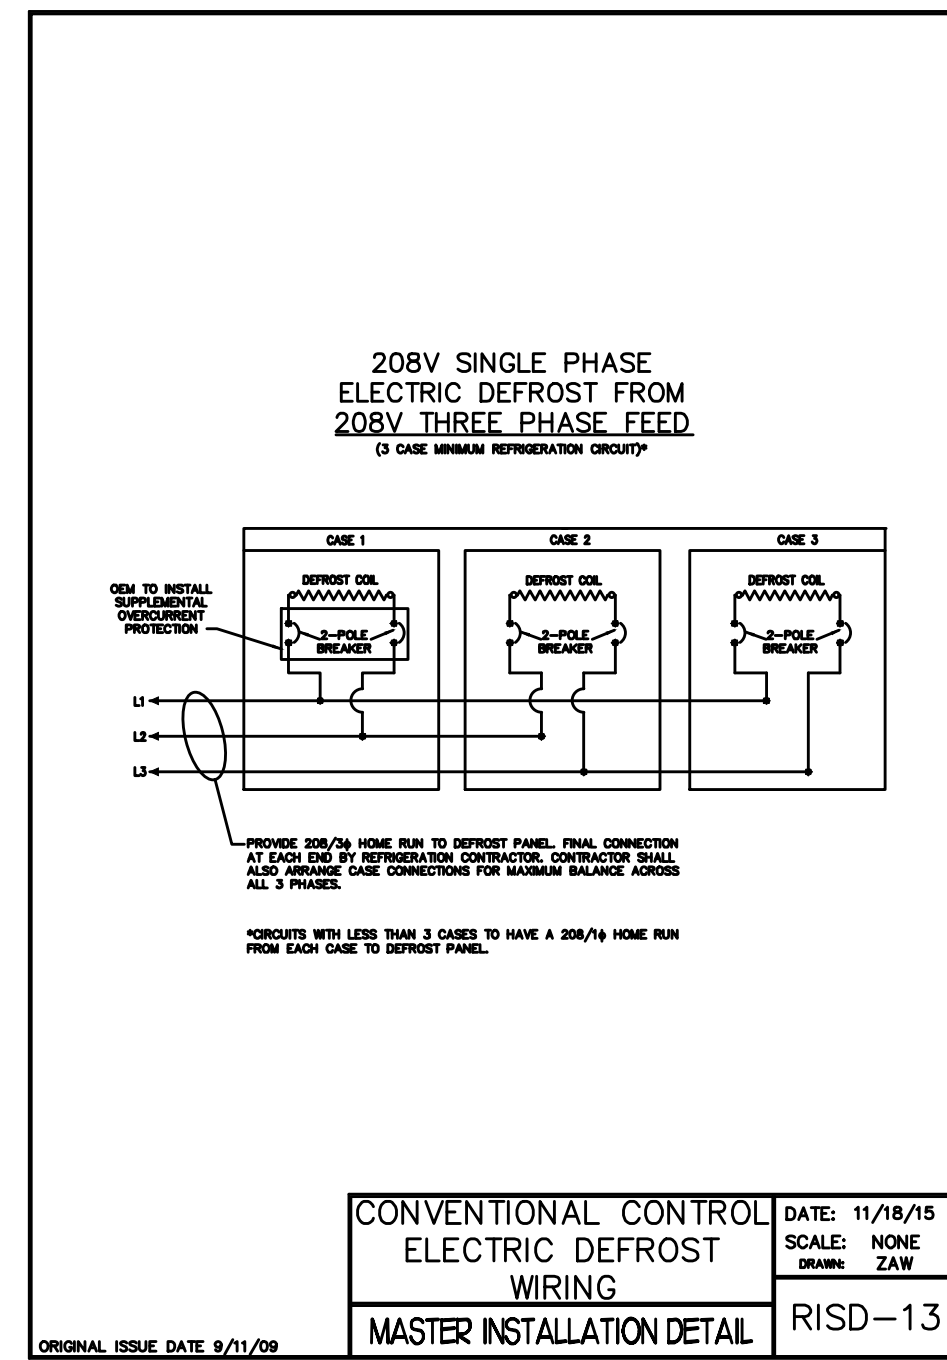 208V SINGLE PHASE
ELECTRIC DEFROST FROM
208V THREE PHASE FEED
(3 CASE MINIMUM REFRIGERATION CIRCUIT)*
CASE 1
CASE 2
CASE 3
DEFROST COIL
DEFROST COIL
DEFROST COIL
OEM TO INSTALL
SUPPLEMENTAL
OVERCURRENT
PROTECTION
2-POLE
BREAKER
2-POLE
BREAKER
2-POLE
BREAKER
L1
L2
L3
PROVIDE 208/3ϕ HOME RUN TO DEFROST PANEL. FINAL CONNECTION
AT EACH END BY REFRIGERATION CONTRACTOR. CONTRACTOR SHALL
ALSO ARRANGE CASE CONNECTIONS FOR MAXIMUM BALANCE ACROSS
ALL 3 PHASES.
*CIRCUITS WITH LESS THAN 3 CASES TO HAVE A 208/1ϕ HOME RUN
FROM EACH CASE TO DEFROST PANEL.
CONVENTIONAL CONTROL
ELECTRIC DEFROST
WIRING
MASTER INSTALLATION DETAIL
DATE: 11/18/15
SCALE: NONE
DRAWN: ZAW
RISD-13
ORIGINAL ISSUE DATE 9/11/09